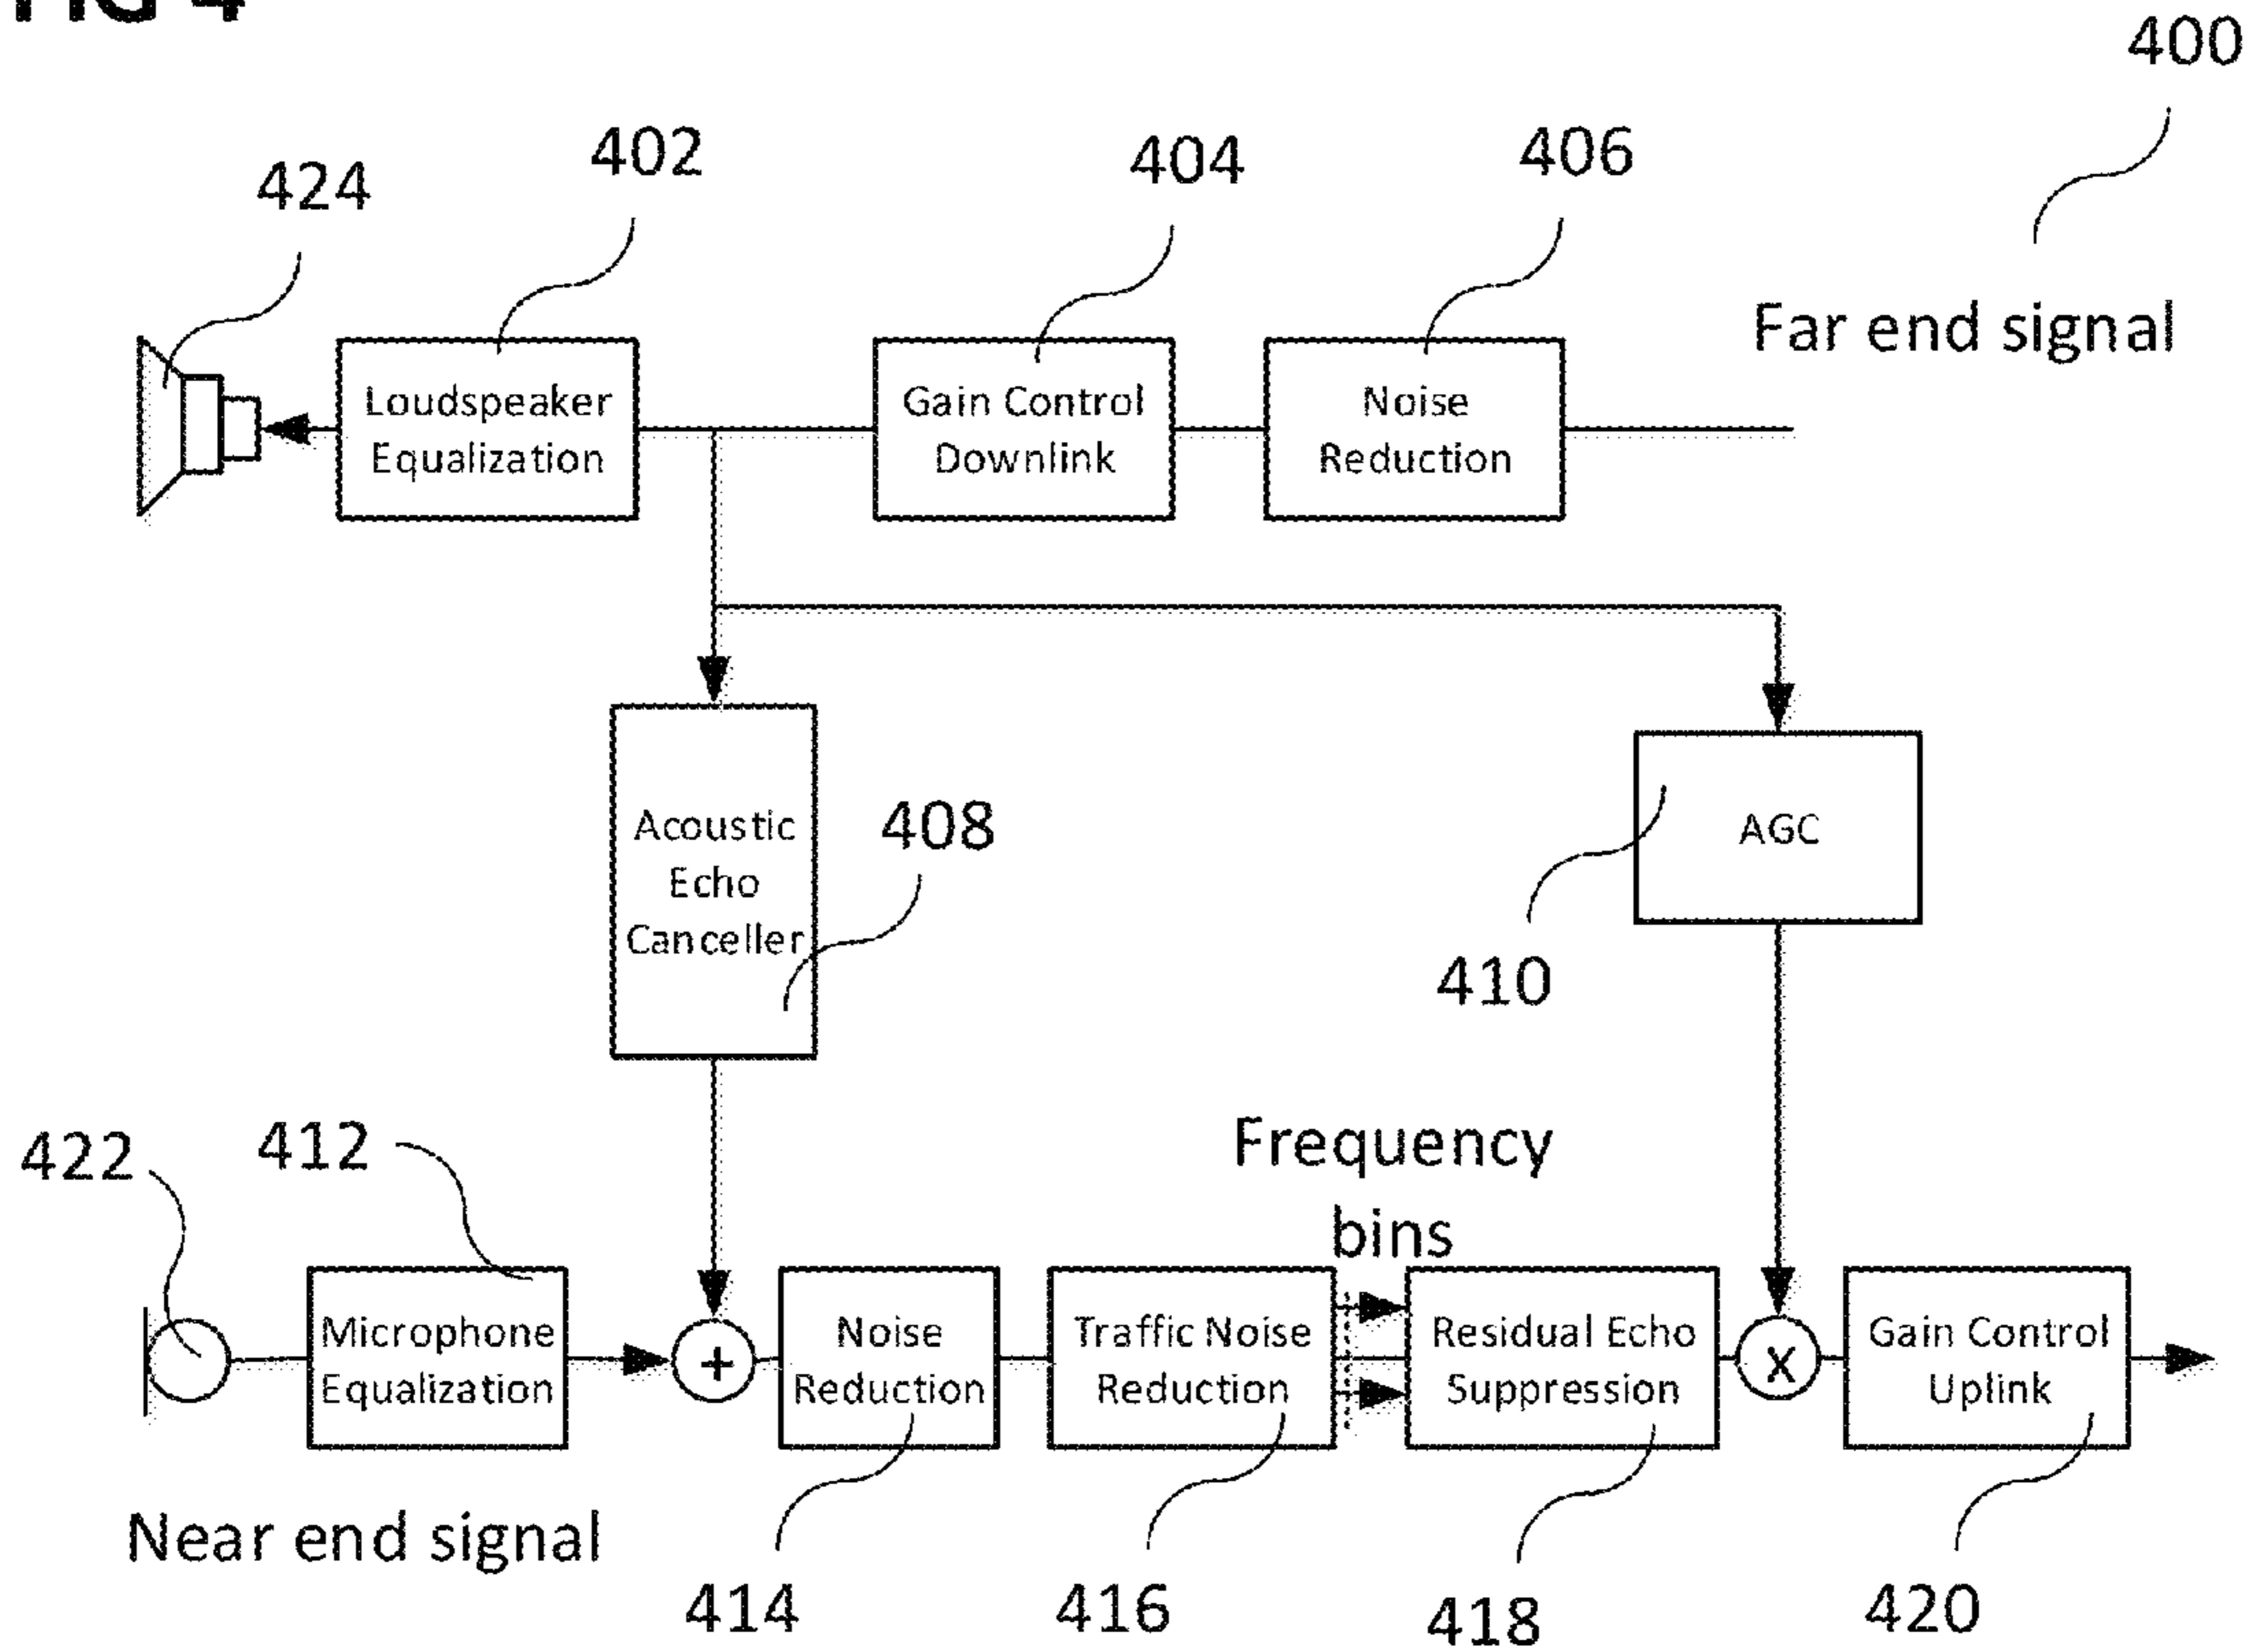 FIG 4
400
402
404
406
424
Far end signal
Loudspeaker
Equalization
Gain Control
Downlink
Noise
Reduction
Acoustic
Echo
Canceller
408
AGC
410
Frequency
bins
422
412
Microphone
Equalization
+
Noise
Reduction
Traffic Noise
Reduction
Residual Echo
Suppression
X
Gain Control
Uplink
Near end signal
414
416
418
420